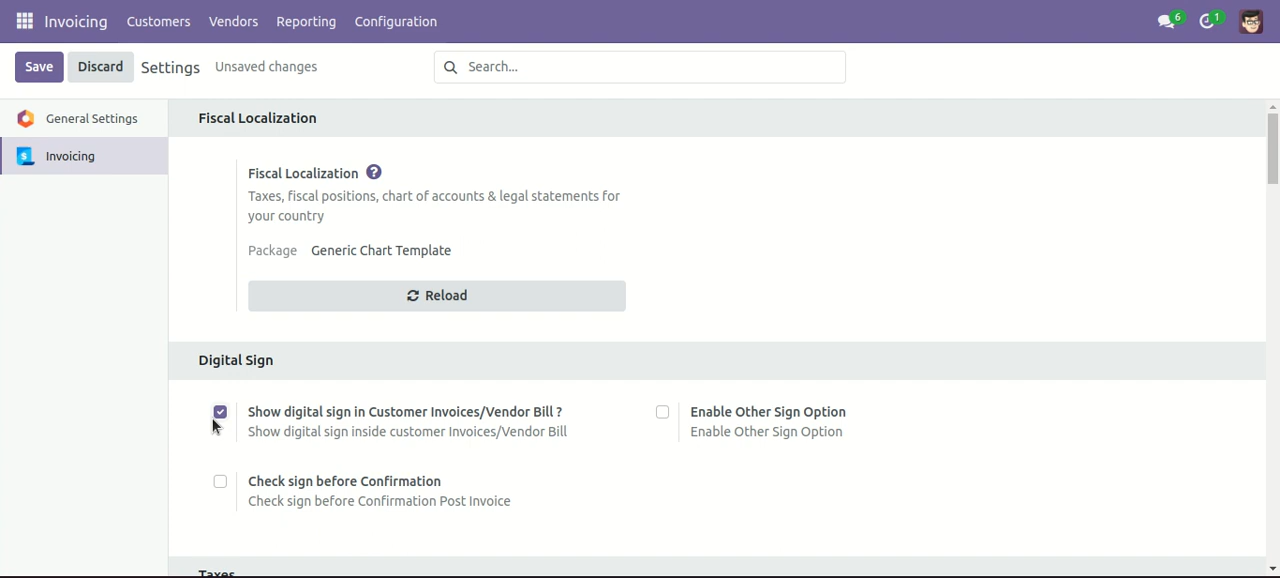 Invoicing Customers Vendors Reporting Configuration 6 1
Save Discard Settings Unsaved changes Search...
General Settings
Invoicing
Fiscal Localization
Fiscal Localization ?
Taxes, fiscal positions, chart of accounts & legal statements for
your country
Package Generic Chart Template
Reload
Digital Sign
Show digital sign in Customer Invoices/Vendor Bill ?
Show digital sign inside customer Invoices/Vendor Bill
Enable Other Sign Option
Enable Other Sign Option
Check sign before Confirmation
Check sign before Confirmation Post Invoice
Taxes